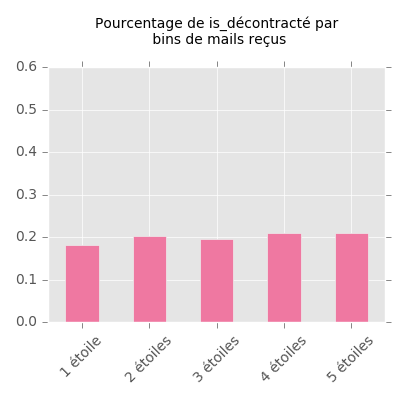 Pourcentage de is_décontracté par
bins de mails reçus
0.6
0.5
0.4
0.3
0.2
0.1
0.0
1 étoile
2 étoiles
3 étoiles
4 étoiles
5 étoiles